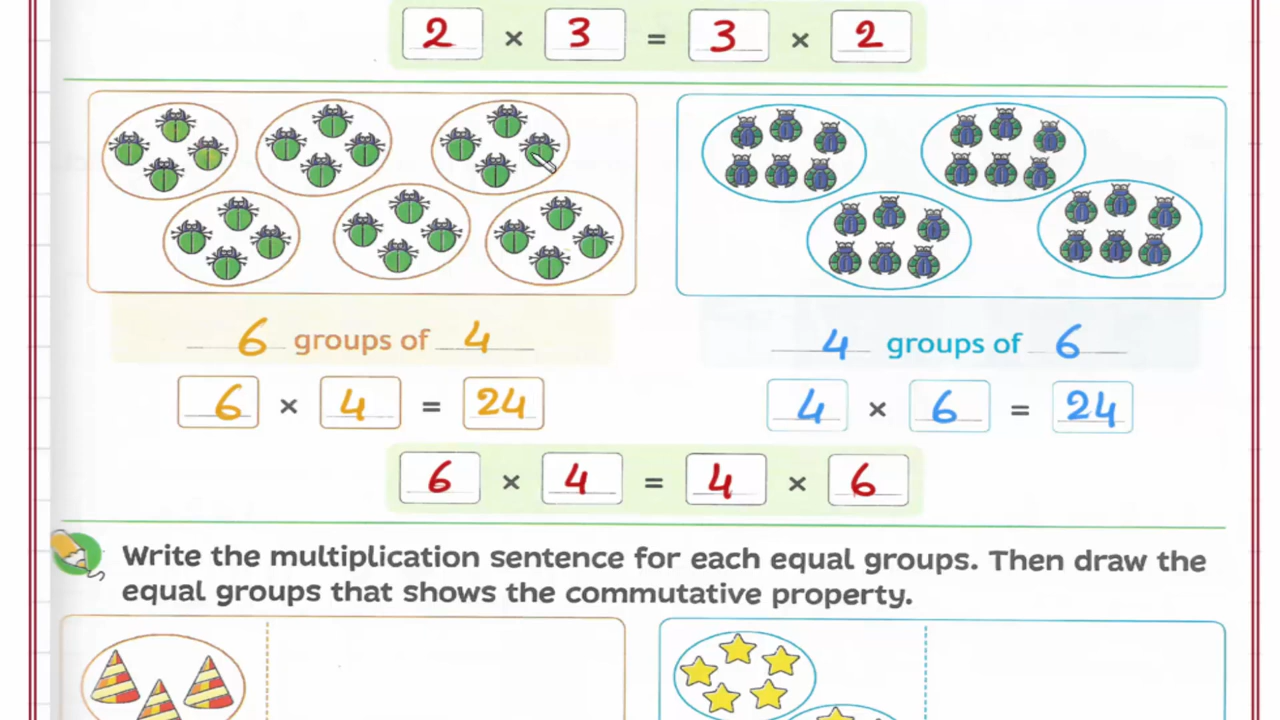 2 × 3 = 3 × 2
6 groups of 4
4 groups of 6
6 × 4 = 24
4 × 6 = 24
6 × 4 = 4 × 6
Write the multiplication sentence for each equal groups. Then draw the
equal groups that shows the commutative property.